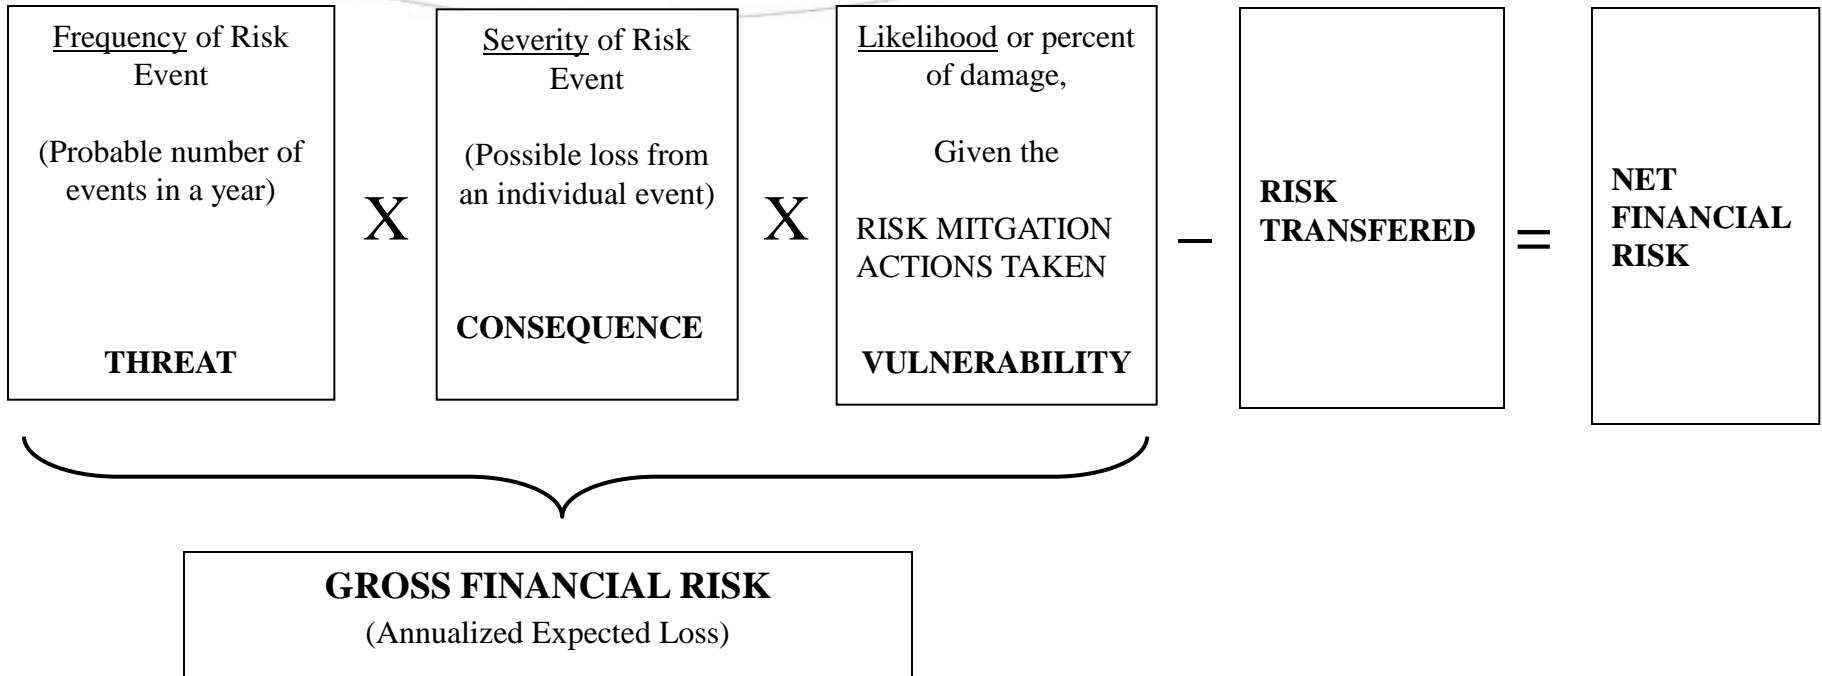 Frequency of Risk
Event
(Probable number of
events in a year)
THREAT
X
Severity of Risk
Event
(Possible loss from
an individual event)
CONSEQUENCE
X
Likelihood or percent
of damage,
Given the
RISK MITGATION
ACTIONS TAKEN
VULNERABILITY
–
RISK
TRANSFERED
=
NET
FINANCIAL
RISK
GROSS FINANCIAL RISK
(Annualized Expected Loss)